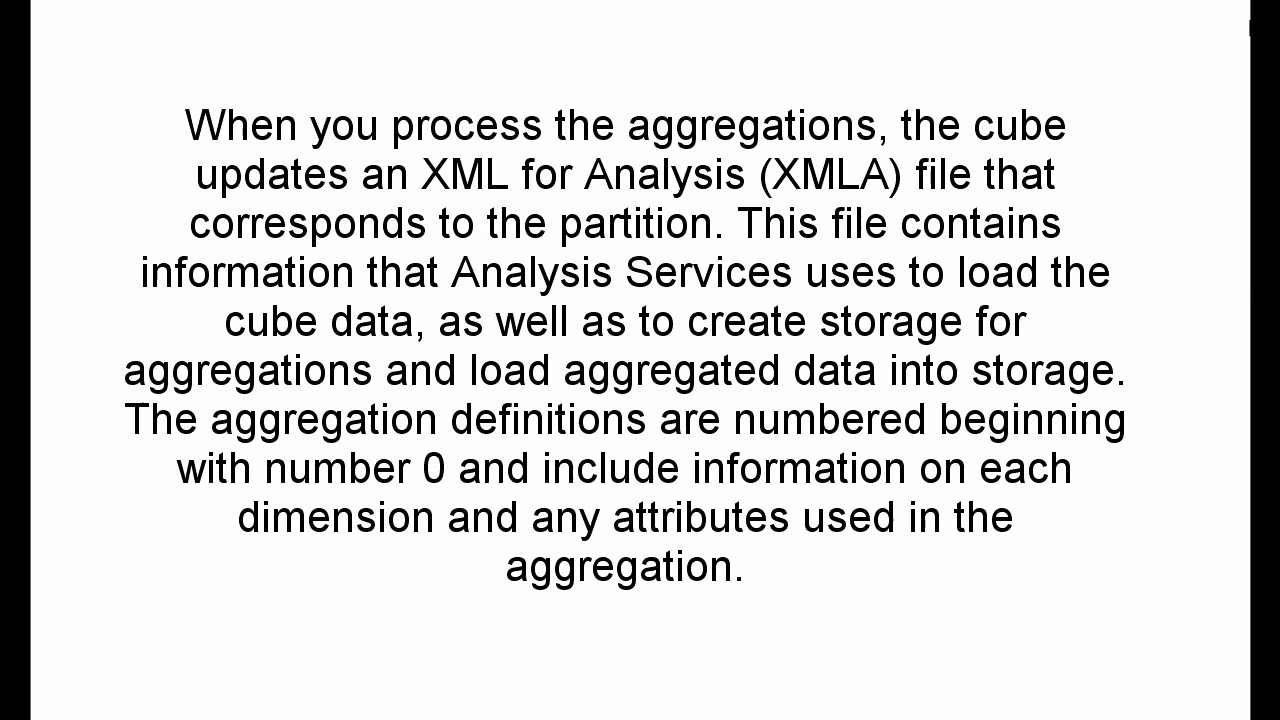 When you process the aggregations, the cube
updates an XML for Analysis (XMLA) file that
corresponds to the partition. This file contains
information that Analysis Services uses to load the
cube data, as well as to create storage for
aggregations and load aggregated data into storage.
The aggregation definitions are numbered beginning
with number 0 and include information on each
dimension and any attributes used in the
aggregation.